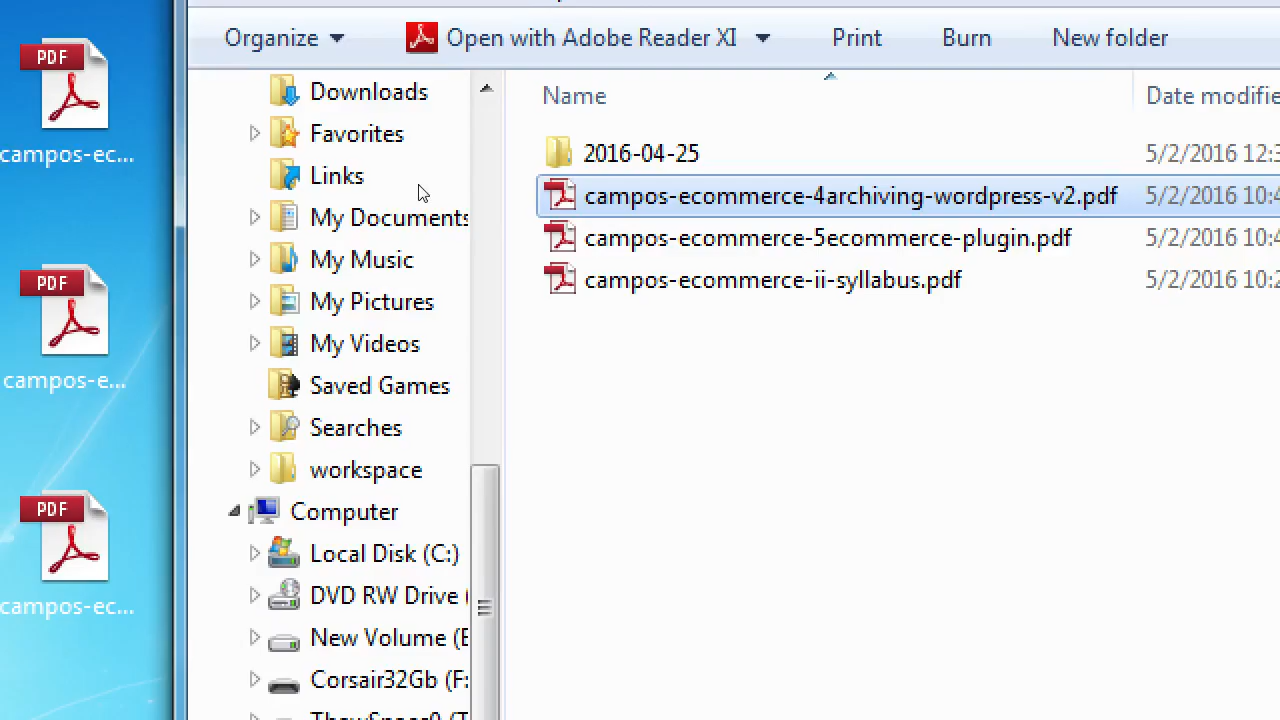 Organize
Open with Adobe Reader XI
Print
Burn
New folder
PDF
campos-ec...
PDF
campos-e...
PDF
campos-ec...
Downloads
Favorites
Links
My Documents
My Music
My Pictures
My Videos
Saved Games
Searches
workspace
Computer
Local Disk (C:)
DVD RW Drive (
New Volume (E
Corsair32Gb (F:
Name
Date modifie
2016-04-25
5/2/2016 12:3
campos-ecommerce-4archiving-wordpress-v2.pdf
5/2/2016 10:4
campos-ecommerce-5ecommerce-plugin.pdf
5/2/2016 10:4
campos-ecommerce-ii-syllabus.pdf
5/2/2016 10:2